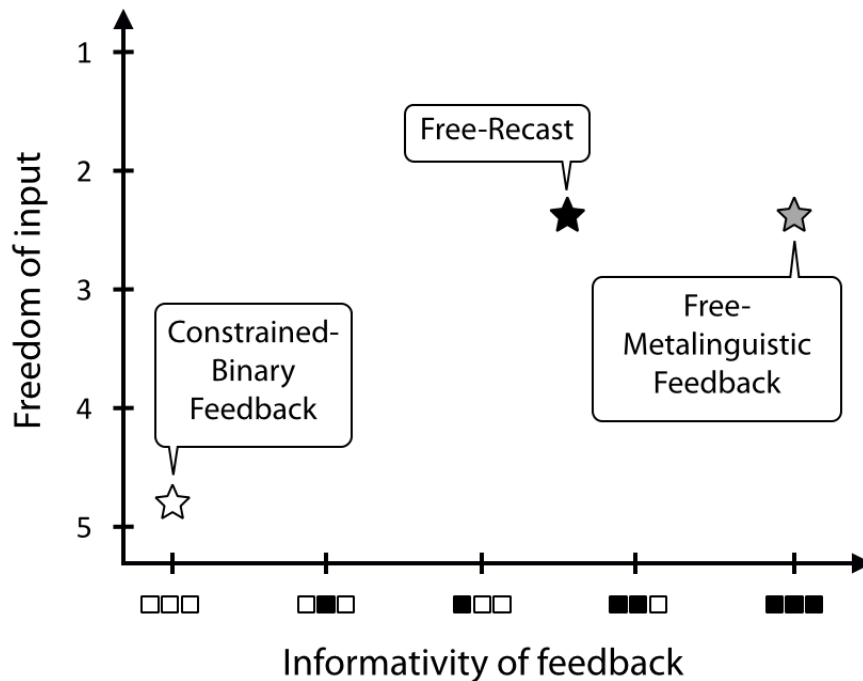 1
2
3
4
5
Freedom of input
Free-Recast
Constrained-
Binary
Feedback
Free-
Metalinguistic
Feedback
Informativity of feedback